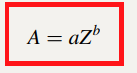 A = aZ^b